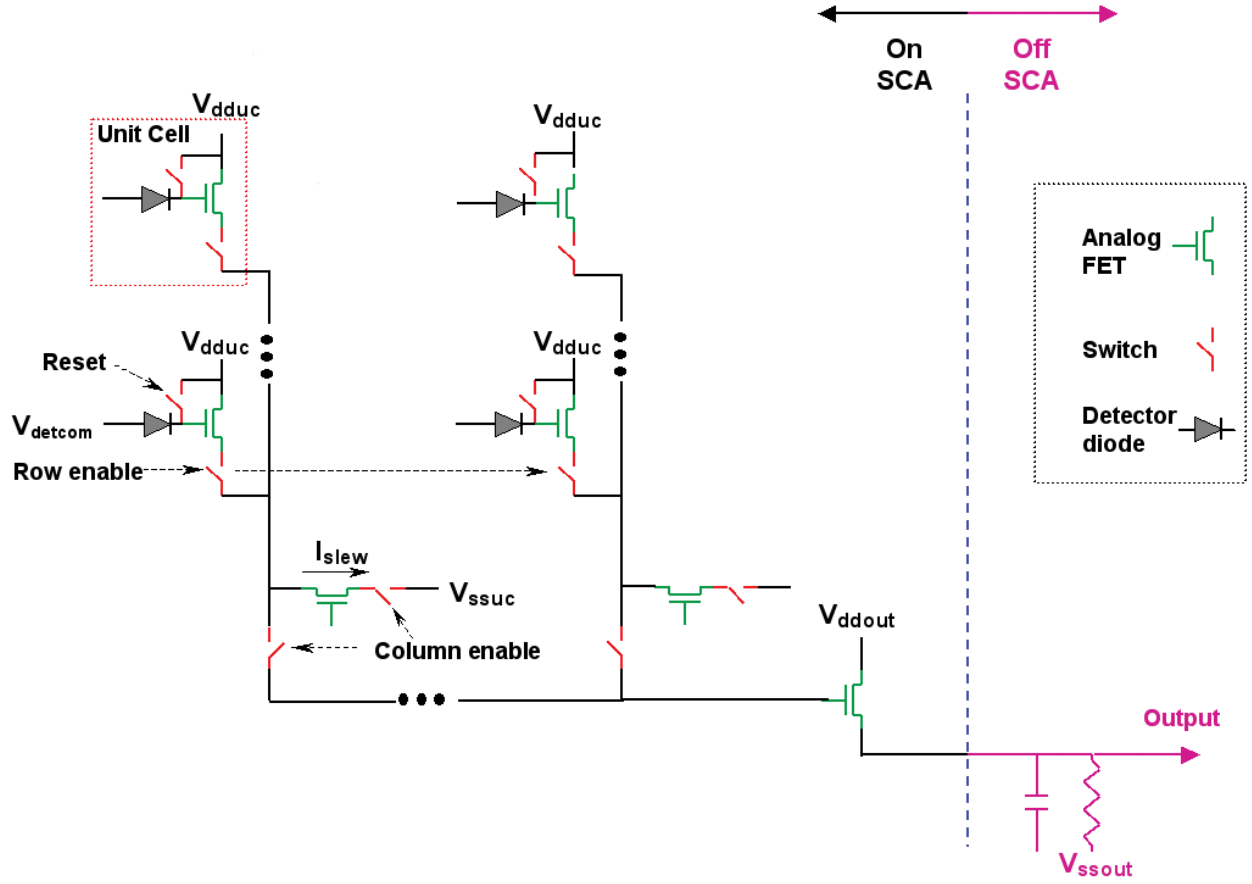 On
SCA
Off
SCA
Vdduc
Unit Cell
Vdduc
Analog
FET
Switch
Detector
diode
Vdduc
Vdduc
Reset
Vdetcom
Row enable
Islew
Vssuc
Column enable
Vddout
Output
Vssout